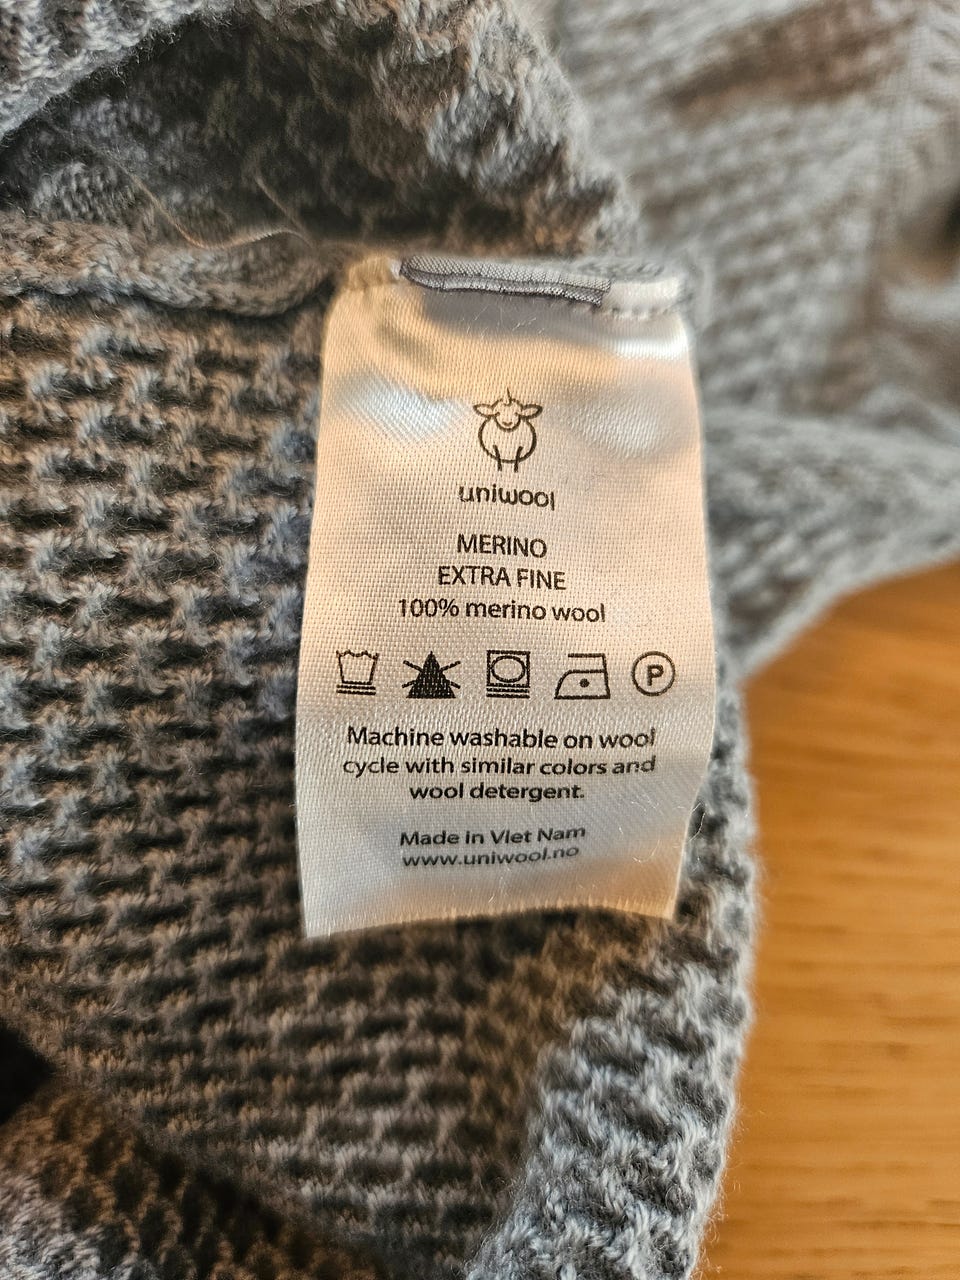 uniwool
MERINO
EXTRA FINE
100% merino wool
P
Machine washable on wool
cycle with similar colors and
wool detergent.
Made in Viet Nam
www.uniwool.no